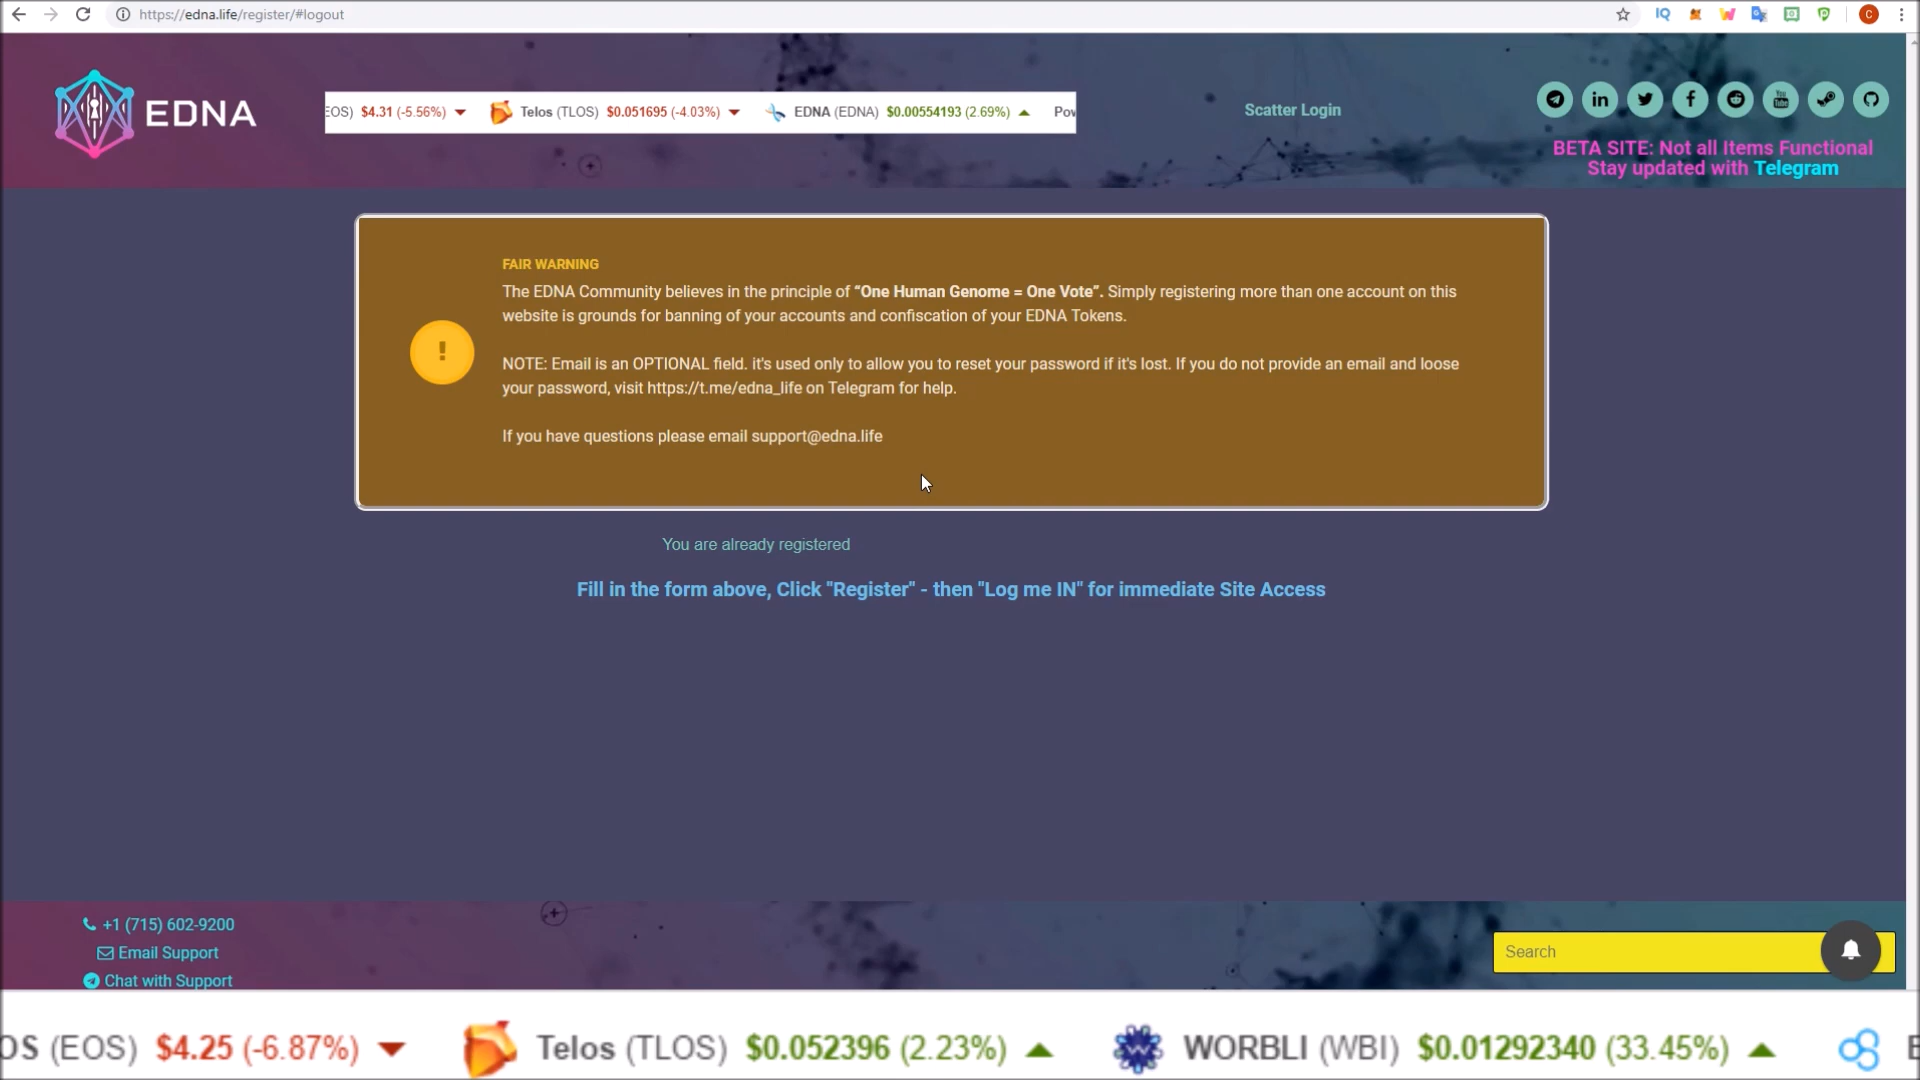 https://edna.life/register/#logout
EDNA
EOS) $4.31 (-5.56%) Telos (TLOS) $0.051695 (-4.03%) EDNA (EDNA) $0.00554193 (2.69%)
Scatter Login
BETA SITE: Not all Items Functional
Stay updated with Telegram
FAIR WARNING
The EDNA Community believes in the principle of “One Human Genome = One Vote”. Simply registering more than one account on this
website is grounds for banning of your accounts and confiscation of your EDNA Tokens.
NOTE: Email is an OPTIONAL field. it's used only to allow you to reset your password if it's lost. If you do not provide an email and loose
your password, visit https://t.me/edna_life on Telegram for help.
If you have questions please email support@edna.life
You are already registered
Fill in the form above, Click "Register" - then "Log me IN" for immediate Site Access
+1 (715) 602-9200
Email Support
Chat with Support
Search
OS (EOS) $4.25 (-6.87%) Telos (TLOS) $0.052396 (2.23%) WORBLI (WBI) $0.01292340 (33.45%)